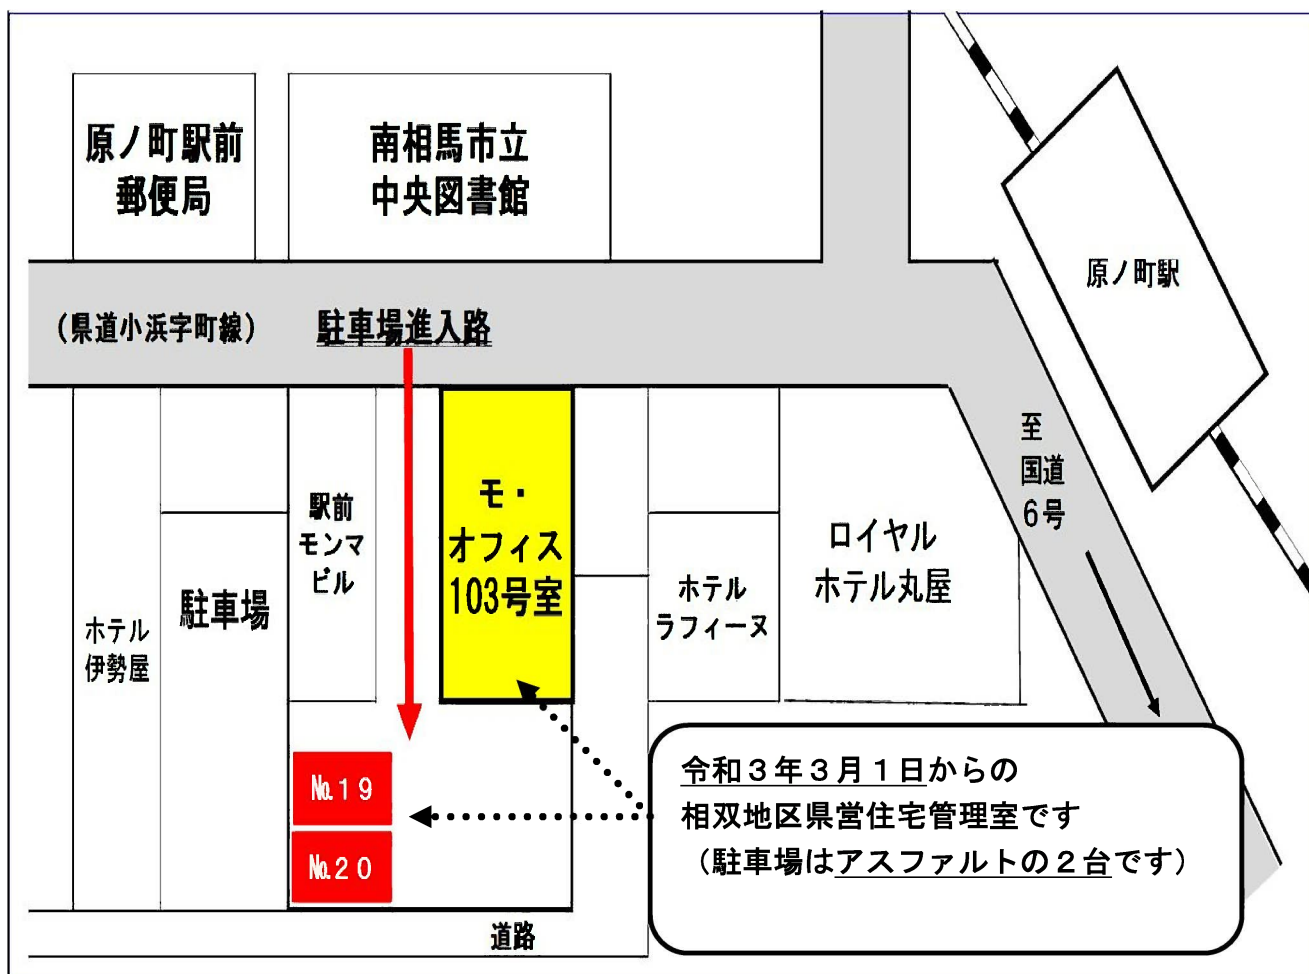 原ノ町駅前
郵便局
南相馬市立
中央図書館
原ノ町駅
(県道小浜字町線)
駐車場進入路
至
国道
6号
駅前
モンマ
ビル
モ・
オフィス
103号室
ロイヤル
ホテル丸屋
ホテル
ラフィーヌ
駐車場
ホテル
伊勢屋
№19
№20
令和3年3月1日からの
相双地区県営住宅管理室です
(駐車場はアスファルトの2台です)
道路